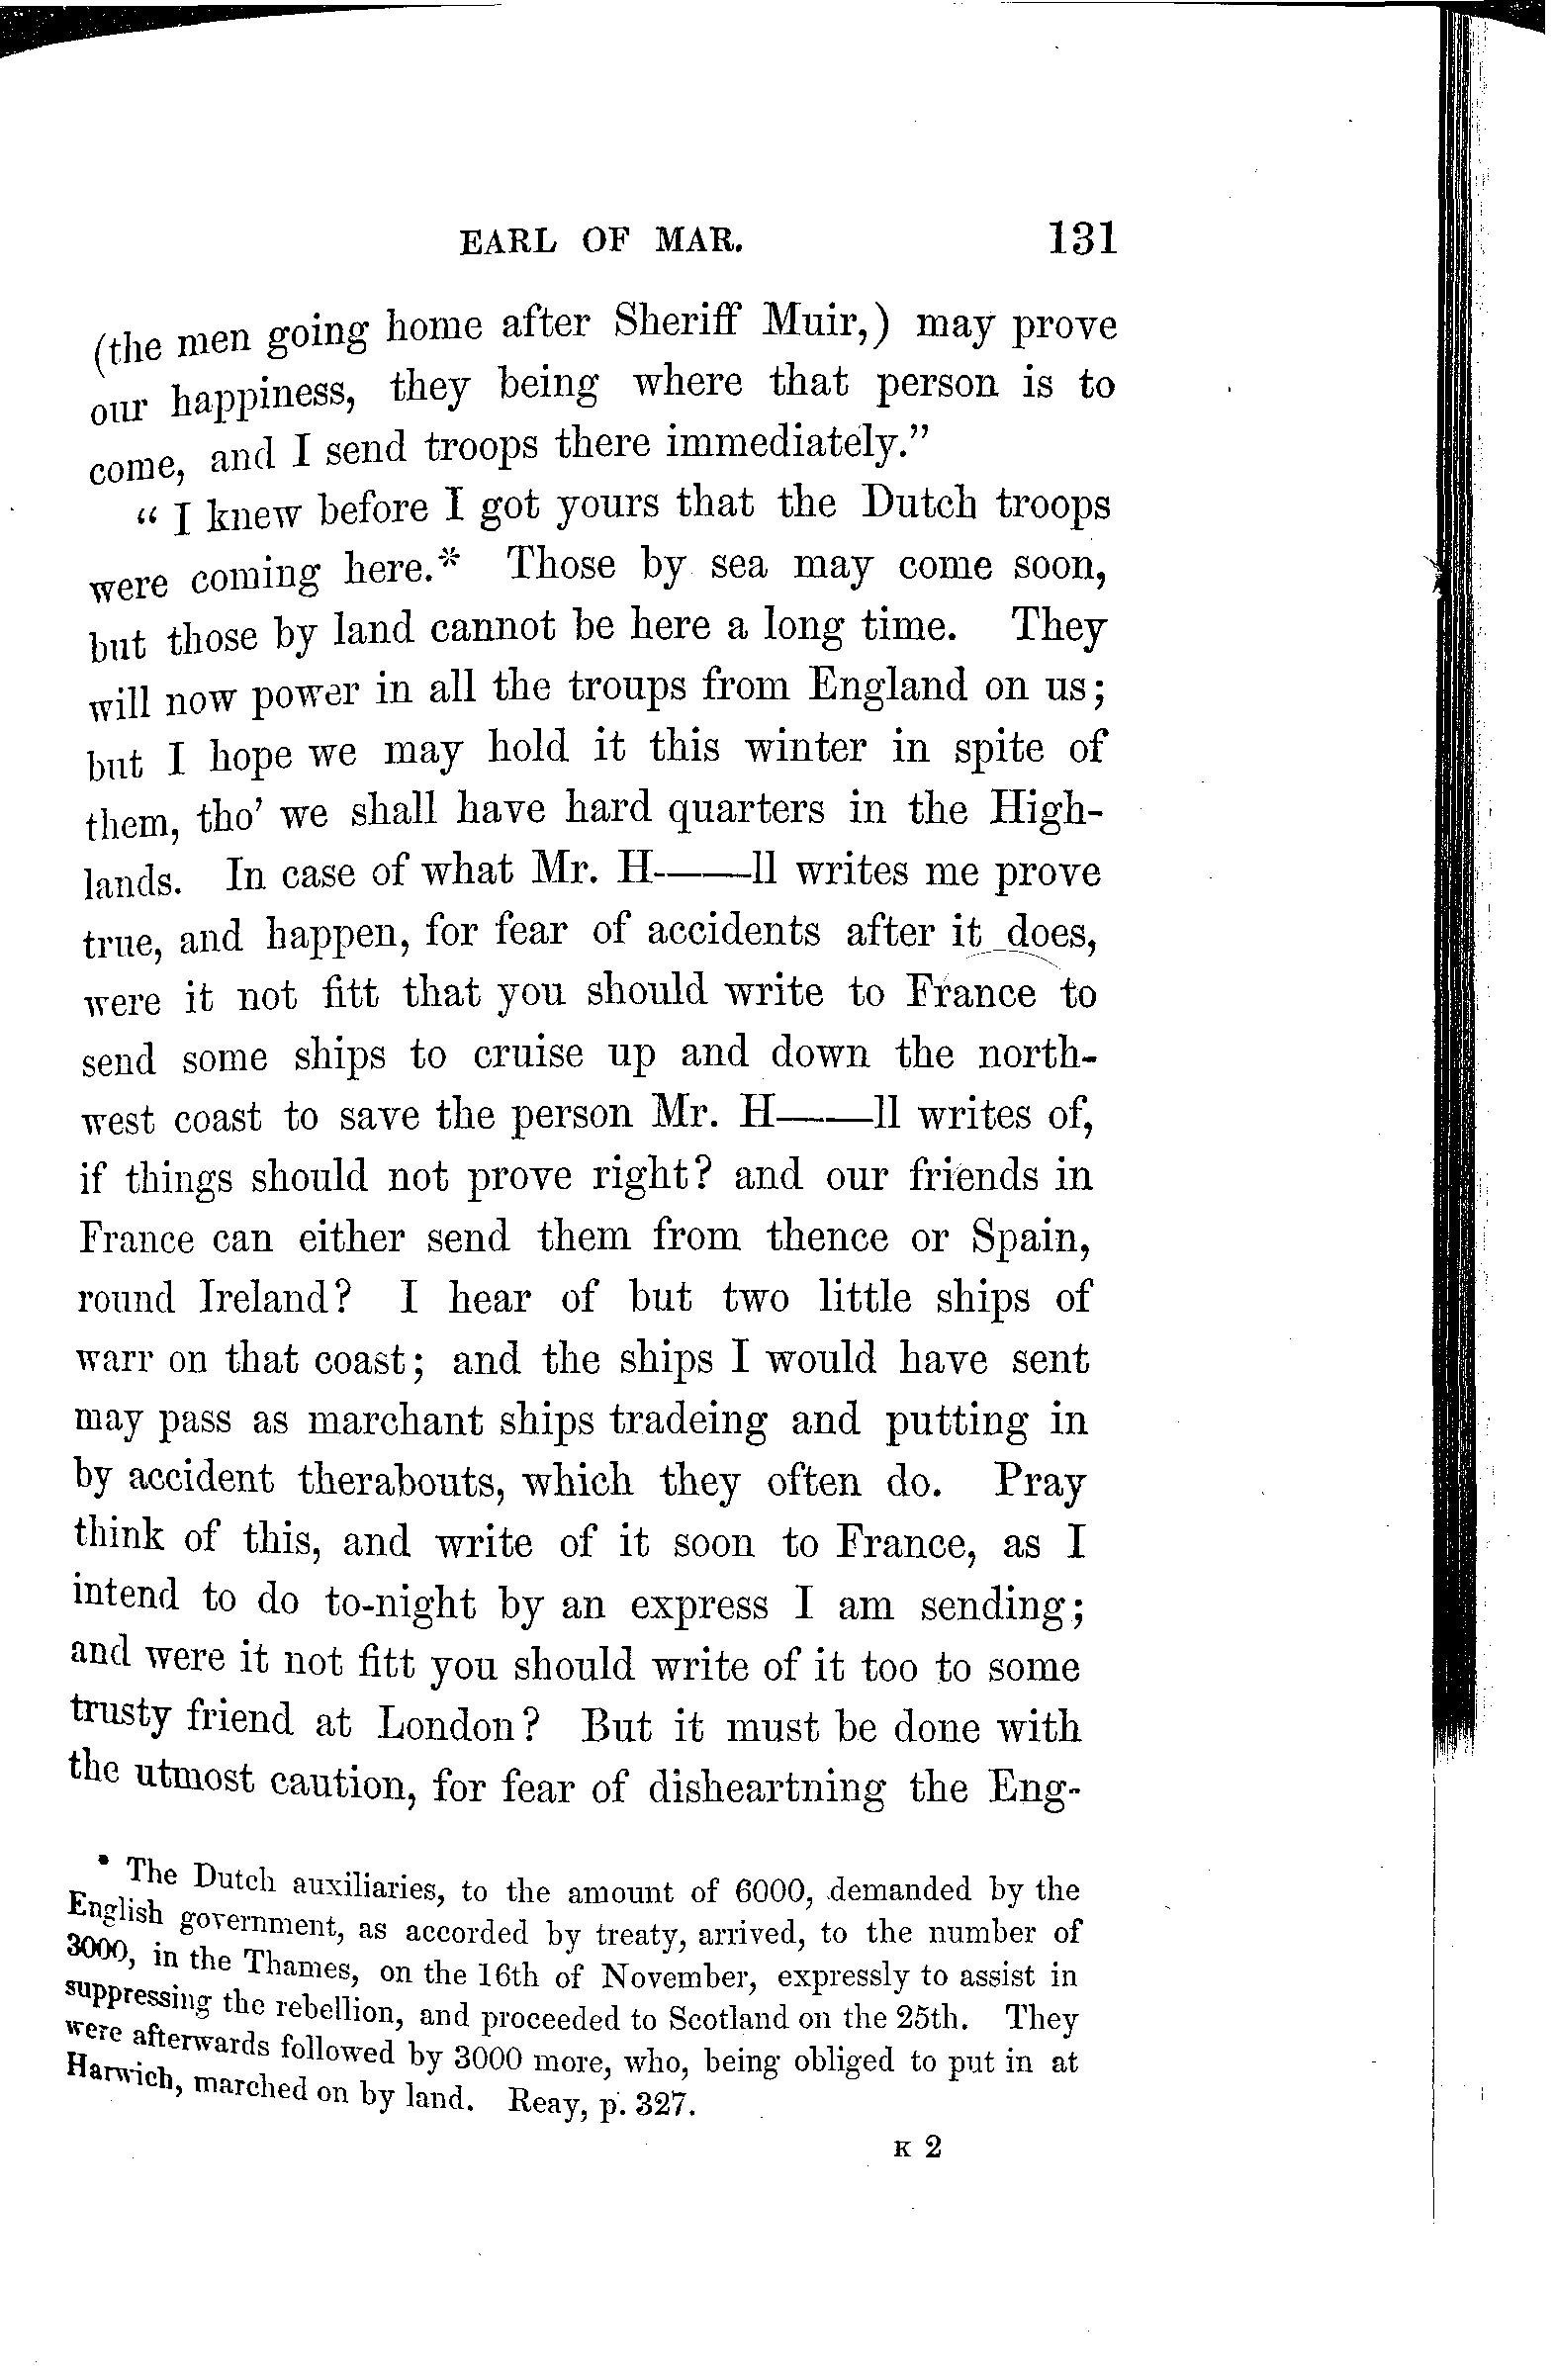 EARL OF MAR. 131
(the men going home after Sheriff Muir,) may prove
our happiness, they being where that person is to
come, and I send troops there immediately."
"I knew before I got yours that the Dutch troops
were coming here.* Those by sea may come soon,
but those by land cannot be here a long time. They
will now power in all the troups from England on us;
but I hope we may hold it this winter in spite of
them, tho' we shall have hard quarters in the High-
lands. In case of what Mr. H——ll writes me prove
true, and happen, for fear of accidents after it does,
were it not fitt that you should write to France to
send some ships to cruise up and down the north-
west coast to save the person Mr. H——ll writes of,
if things should not prove right? and our friends in
France can either send them from thence or Spain,
round Ireland? I hear of but two little ships of
warr on that coast; and the ships I would have sent
may pass as marchant ships tradeing and putting in
by accident therabouts, which they often do. Pray
think of this, and write of it soon to France, as I
intend to do to-night by an express I am sending;
and were it not fitt you should write of it too to some
trusty friend at London? But it must be done with
the utmost caution, for fear of disheartning the Eng-
* The Dutch auxiliaries, to the amount of 6000, demanded by the
English government, as accorded by treaty, arrived, to the number of
3000, in the Thames, on the 16th of November, expressly to assist in
suppressing the rebellion, and proceeded to Scotland on the 25th. They
were afterwards followed by 3000 more, who, being obliged to put in at
Harwich, marched on by land. Reay, p. 327.
K 2